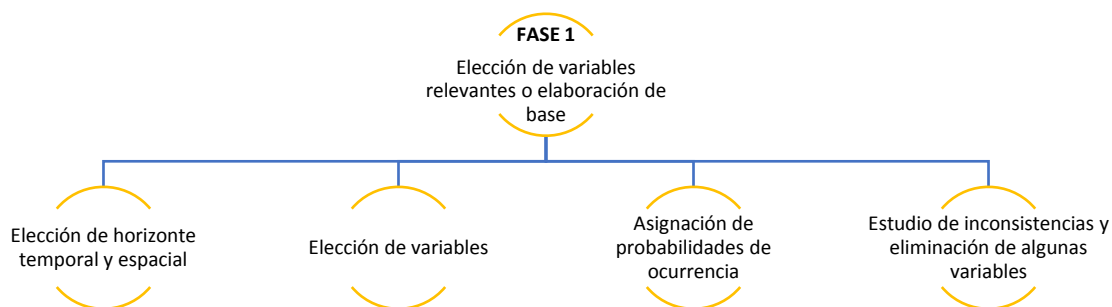 FASE 1
Elección de variables
relevantes o elaboración de
base
Elección de horizonte
temporal y espacial
Elección de variables
Asignación de
probabilidades de
ocurrencia
Estudio de inconsistencias y
eliminación de algunas
variables